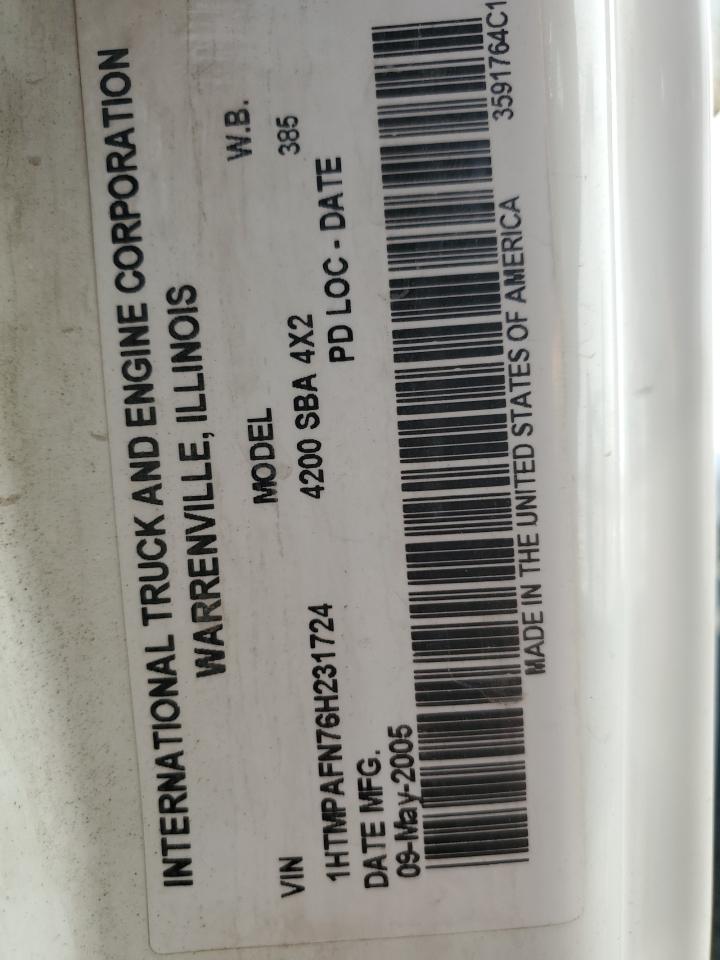 INTERNATIONAL TRUCK AND ENGINE CORPORATION
WARRENVILLE, ILLINOIS
VIN MODEL W.B.
1HTMPAFN76H231724 4200 SBA 4X2 385
DATE MFG. PD LOC - DATE
09-May-2005
MADE IN THE UNITED STATES OF AMERICA 3591764C1